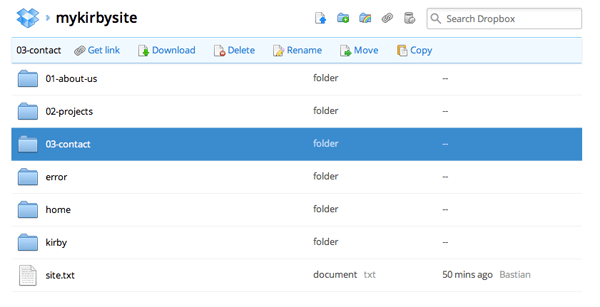 mykirbysite
Search Dropbox
03-contact Get link Download Delete Rename Move Copy
01-about-us folder --
02-projects folder --
03-contact folder --
error folder --
home folder --
kirby folder --
site.txt document txt 50 mins ago Bastian